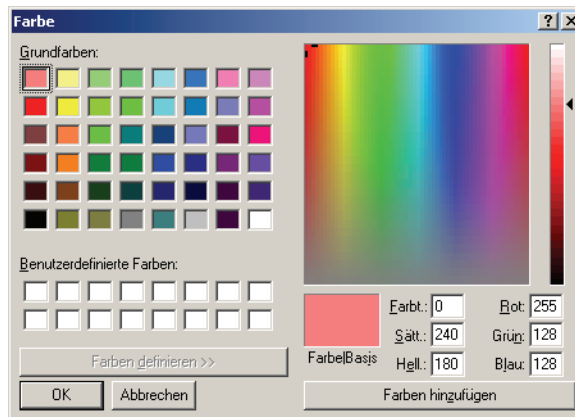 Farbe
Grundfarben:
Benutzerdefinierte Farben:
Farben definieren >>
OK
Abbrechen
Farbe|Basis
Farbt.: 0
Sätt.: 240
Hell.: 180
Rot: 255
Grün: 128
Blau: 128
Farben hinzufügen